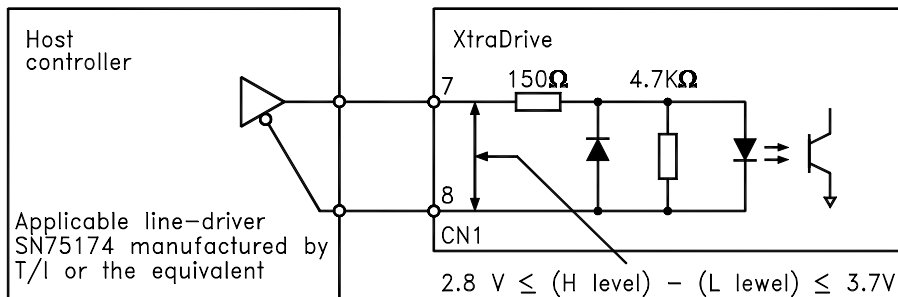 Host
controller
XtraDrive
7
150Ω
4.7KΩ
8
CN1
Applicable line-driver
SN75174 manufactured by
T/I or the equivalent
2.8 V ≤ (H level) - (L lewel) ≤ 3.7V